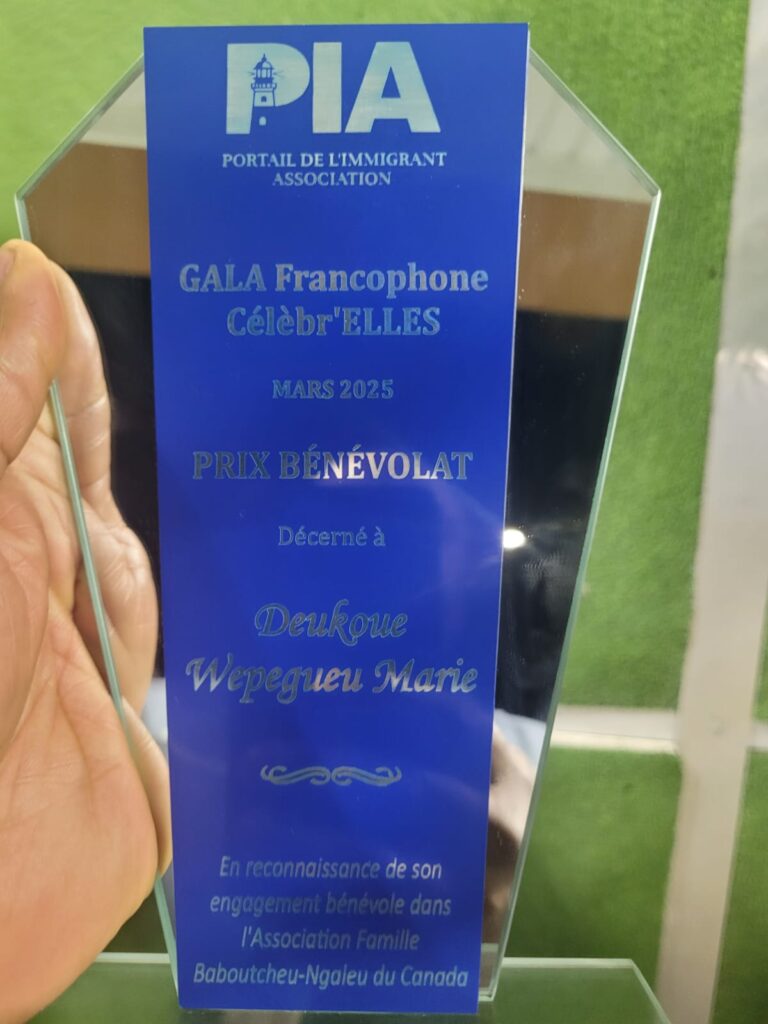 PIA
PORTAIL DE L'IMMIGRANT
ASSOCIATION
GALA Francophone
Célèbr'ELLES
MARS 2025
PRIX BÉNÉVOLAT
Décerné à
Deukoue
Wepegueu Marie
En reconnaissance de son
engagement bénévole dans
l'Association Famille
Baboutcheu-Ngaleu du Canada